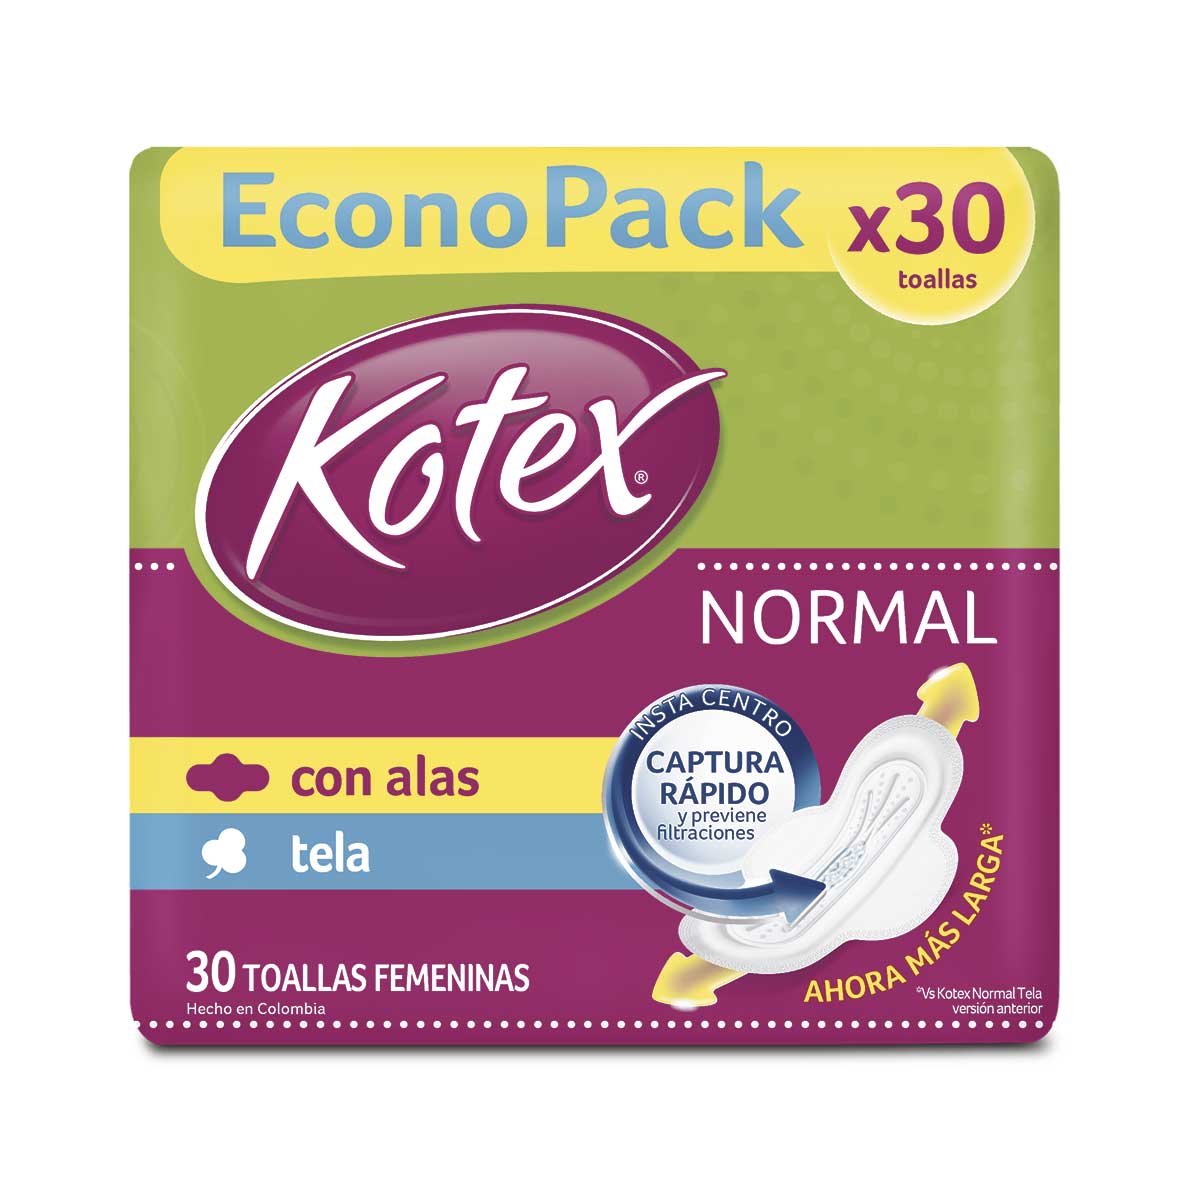 EconoPack
x30
toallas
Kotex®
NORMAL
INSTA CENTRO
CAPTURA
RÁPIDO
y previene
filtraciones
con alas
tela
AHORA MÁS LARGA*
30 TOALLAS FEMENINAS
Hecho en Colombia
*Vs Kotex Normal Tela
versión anterior